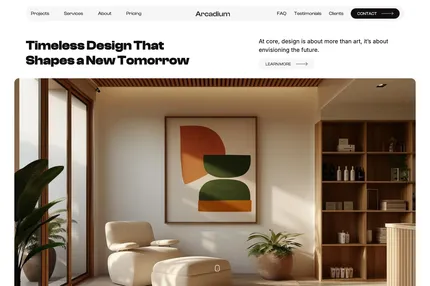 Projects Services About Pricing Arcadium FAQ Testimonials Clients CONTACT
Timeless Design That
Shapes a New Tomorrow
At core, design is about more than art, it's about
envisioning the future.
LEARN MORE